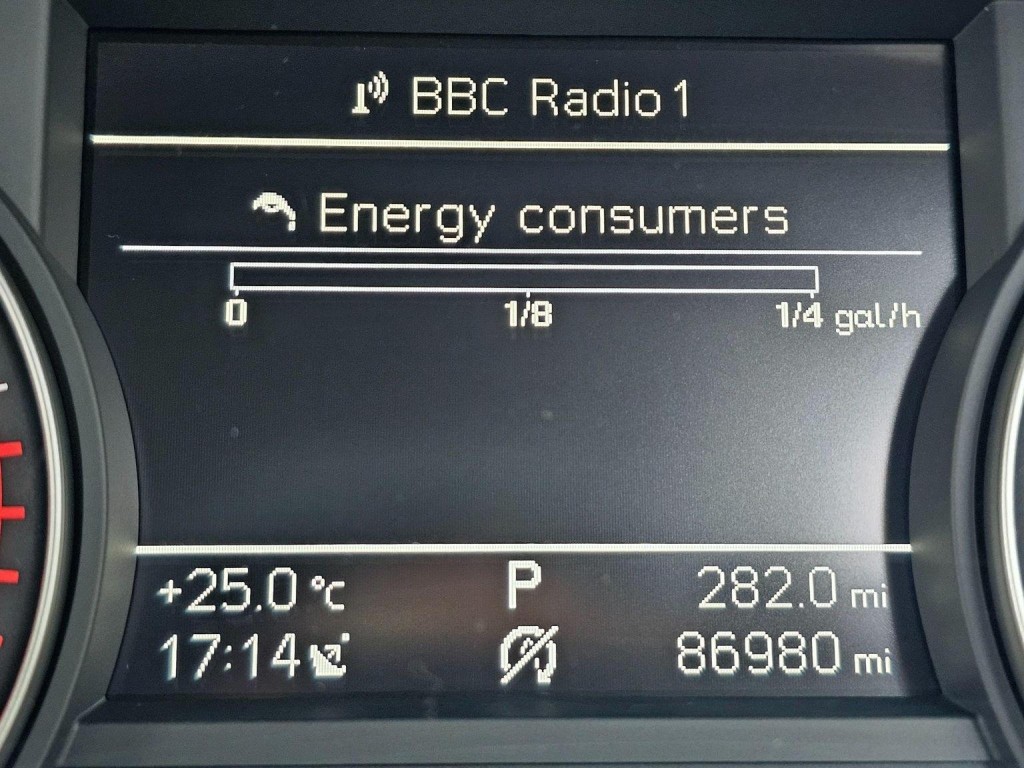 BBC Radio 1
Energy consumers
0 1/8 1/4 gal/h
+25.0 °C P 282.0 mi
17:14 86980 mi